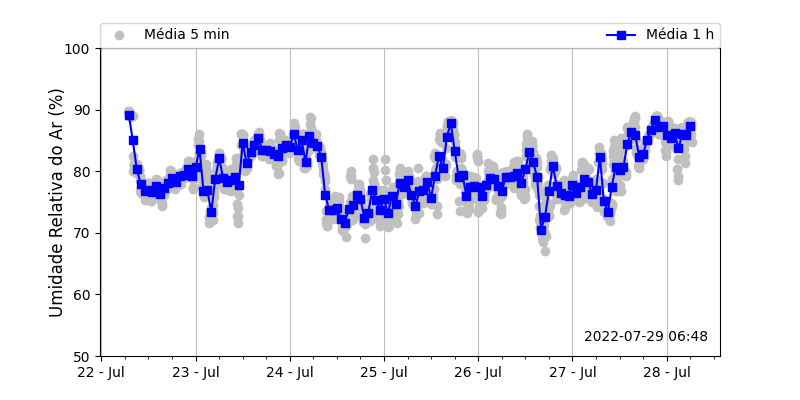 Média 5 min
Média 1 h
Umidade Relativa do Ar (%)
100
90
80
70
60
50
2022-07-29 06:48
22 - Jul
23 - Jul
24 - Jul
25 - Jul
26 - Jul
27 - Jul
28 - Jul